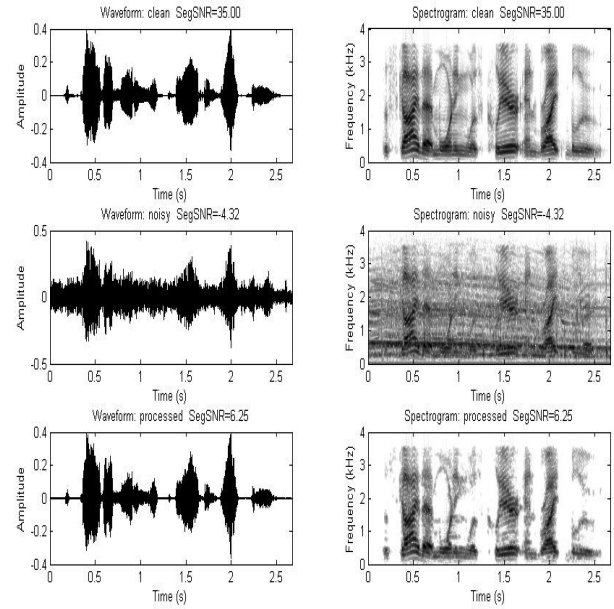 Waveform: clean SegSNR=35.00
Spectrogram: clean SegSNR=35.00
0.4
0.2
0
-0.2
-0.4
Amplitude
0 0.5 1 1.5 2 2.5
Time (s)
4
3
2
1
0
Frequency (kHz)
0 0.5 1 1.5 2 2.5
Time (s)
Waveform: noisy SegSNR=-4.32
Spectrogram: noisy SegSNR=-4.32
0.5
0
-0.5
Amplitude
0 0.5 1 1.5 2 2.5
Time (s)
4
3
2
1
0
Frequency (kHz)
0 0.5 1 1.5 2 2.5
Time (s)
Waveform: processed SegSNR=6.25
Spectrogram: processed SegSNR=6.25
0.4
0.2
0
-0.2
-0.4
Amplitude
0 0.5 1 1.5 2 2.5
Time (s)
4
3
2
1
0
Frequency (kHz)
0 0.5 1 1.5 2 2.5
Time (s)